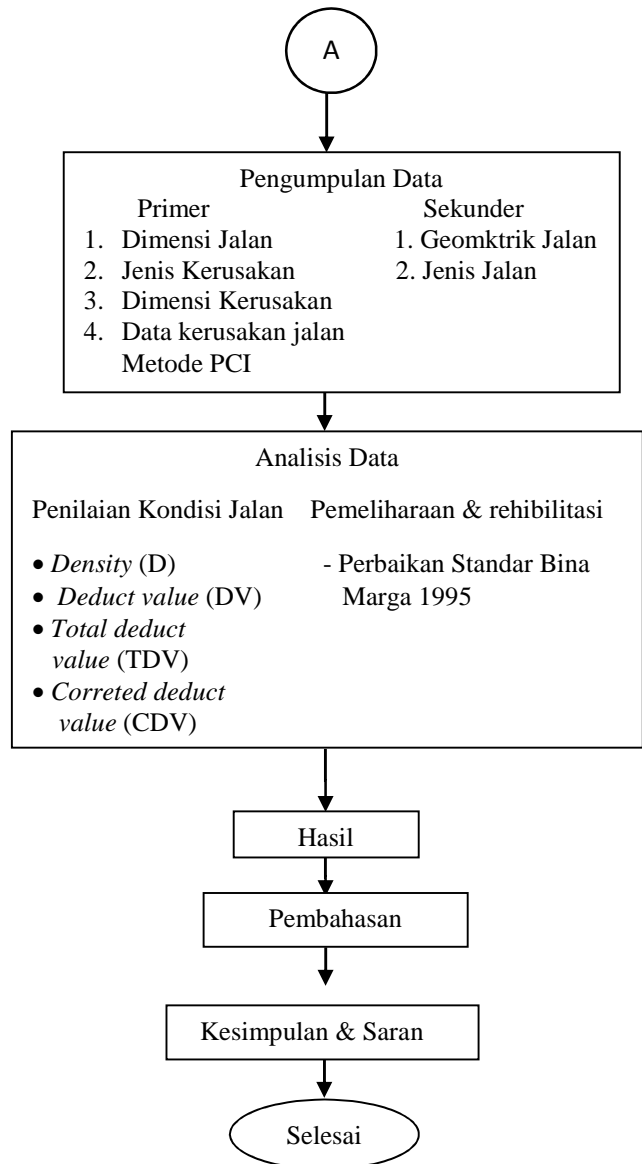 A
Pengumpulan Data
Primer
1. Dimensi Jalan
2. Jenis Kerusakan
3. Dimensi Kerusakan
4. Data kerusakan jalan
Metode PCI
Sekunder
1. Geomktrik Jalan
2. Jenis Jalan
Analisis Data
Penilaian Kondisi Jalan
• Density (D)
• Deduct value (DV)
• Total deduct
value (TDV)
• Correted deduct
value (CDV)
Pemeliharaan & rehibilitasi
- Perbaikan Standar Bina
Marga 1995
Hasil
Pembahasan
Kesimpulan & Saran
Selesai